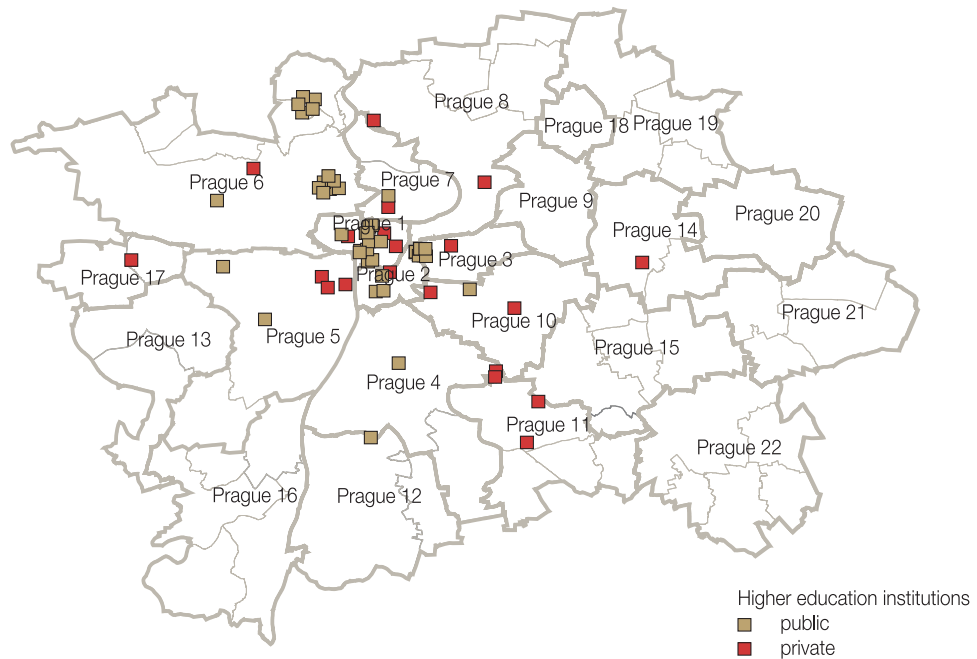 Prague 8
Prague 18
Prague 19
Prague 7
Prague 6
Prague 9
Prague 20
Prague 1
Prague 14
Prague 3
Prague 2
Prague 17
Prague 21
Prague 10
Prague 5
Prague 13
Prague 15
Prague 4
Prague 11
Prague 22
Prague 16
Prague 12
Higher education institutions
public
private